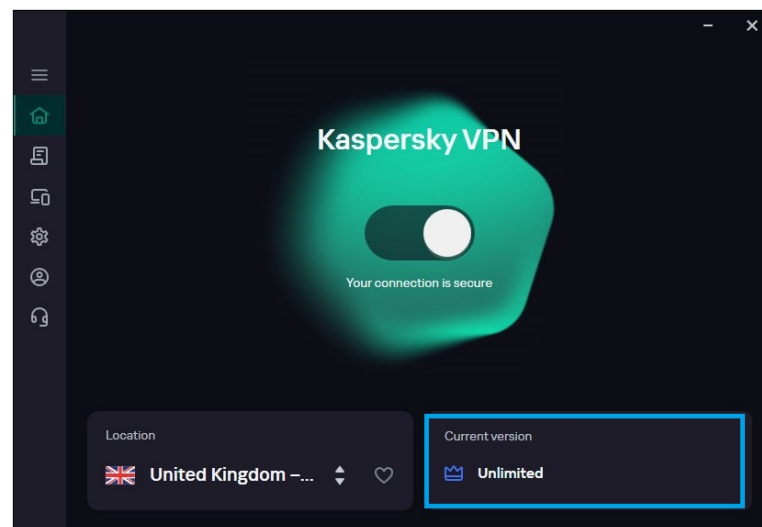 Kaspersky VPN
Your connection is secure
Location
United Kingdom –...
Current version
Unlimited